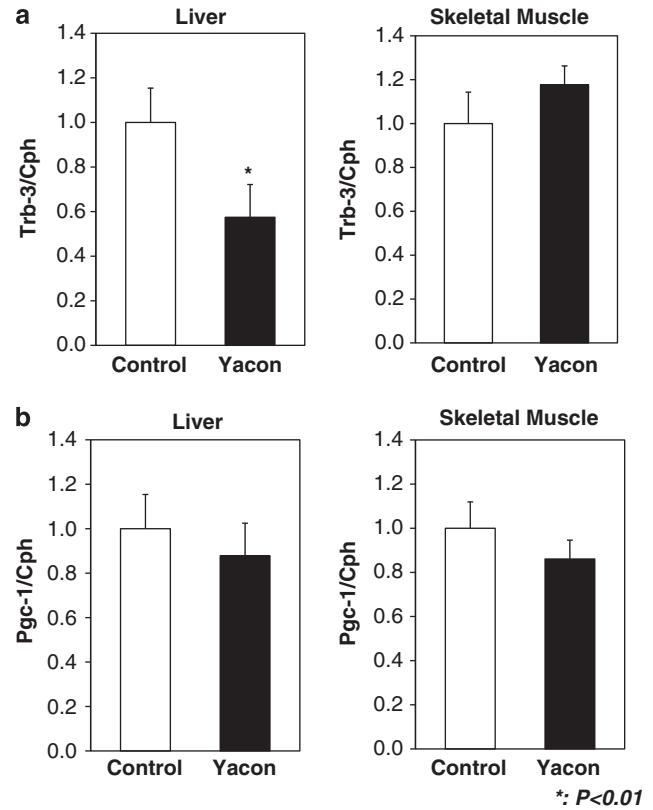 a
Liver
Skeletal Muscle
1.4
1.2
1.0
0.8
0.6
0.4
0.2
0.0
Trb-3/Cph
*
Control Yacon
1.4
1.2
1.0
0.8
0.6
0.4
0.2
0.0
Trb-3/Cph
Control Yacon
b
Liver
Skeletal Muscle
1.4
1.2
1.0
0.8
0.6
0.4
0.2
0.0
Pgc-1/Cph
Control Yacon
1.4
1.2
1.0
0.8
0.6
0.4
0.2
0.0
Pgc-1/Cph
Control Yacon
*: P<0.01